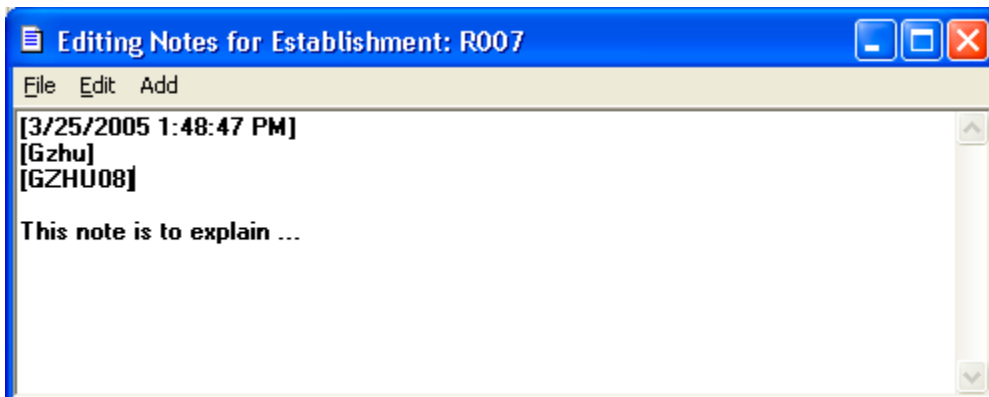 Editing Notes for Establishment: R007
File Edit Add
[3/25/2005 1:48:47 PM]
[Gzhu]
[GZHU08]
This note is to explain ...